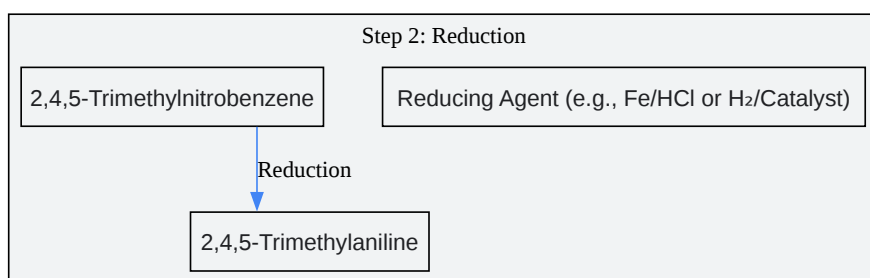 Step 2: Reduction
2,4,5-Trimethylnitrobenzene
Reducing Agent (e.g., Fe/HCl or H₂/Catalyst)
Reduction
2,4,5-Trimethylaniline